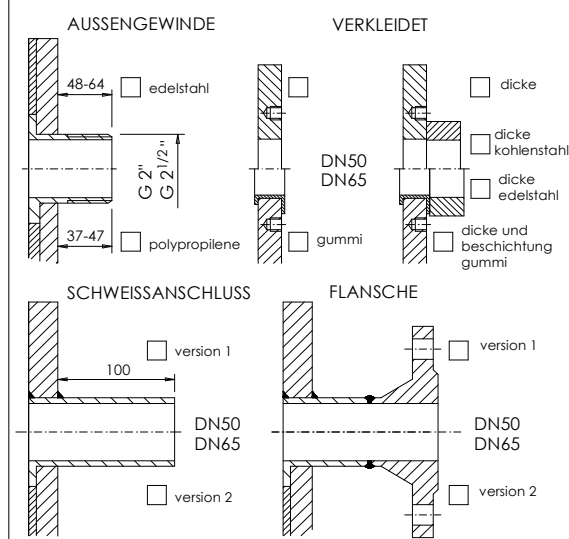 AUSSENGEWINDE
48-64
edelstahl
G 2"
G 2 1/2"
37-47
polypropilene
VERKLEIDET
DN50
DN65
gummi
dicke
dicke
kohlenstahl
dicke
edelstahl
dicke und
beschichtung
gummi
SCHWEISSANSCHLUSS
version 1
100
DN50
DN65
version 2
FLANSCHE
version 1
DN50
DN65
version 2